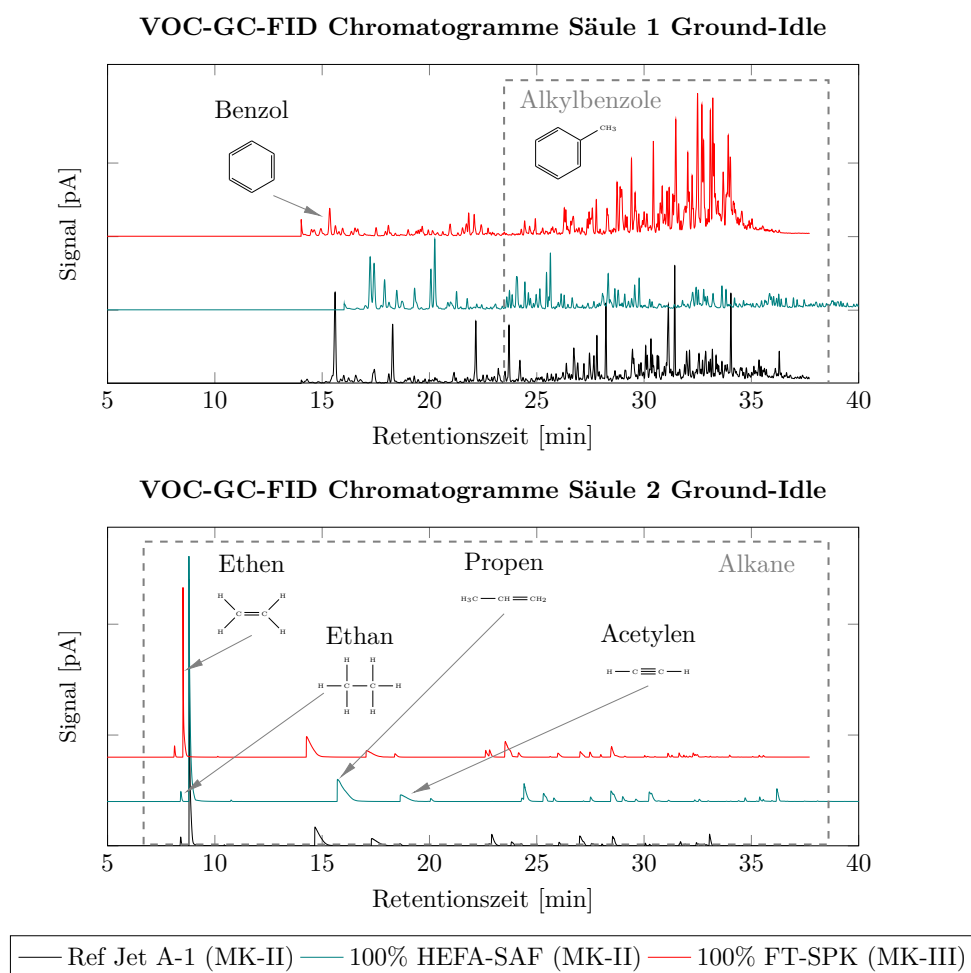 VOC-GC-FID Chromatogramme Säule 1 Ground-Idle
Signal [pA]
Benzol
Alkylbenzole
CH3
5 10 15 20 25 30 35 40
Retentionszeit [min]
VOC-GC-FID Chromatogramme Säule 2 Ground-Idle
Signal [pA]
Alkane
Ethen
H H
C C
H H
Propen
H3C CH CH2
Ethan
H H
H C C H
H H
Acetylen
H C C H
5 10 15 20 25 30 35 40
Retentionszeit [min]
Ref Jet A-1 (MK-II) 100% HEFA-SAF (MK-II) 100% FT-SPK (MK-III)